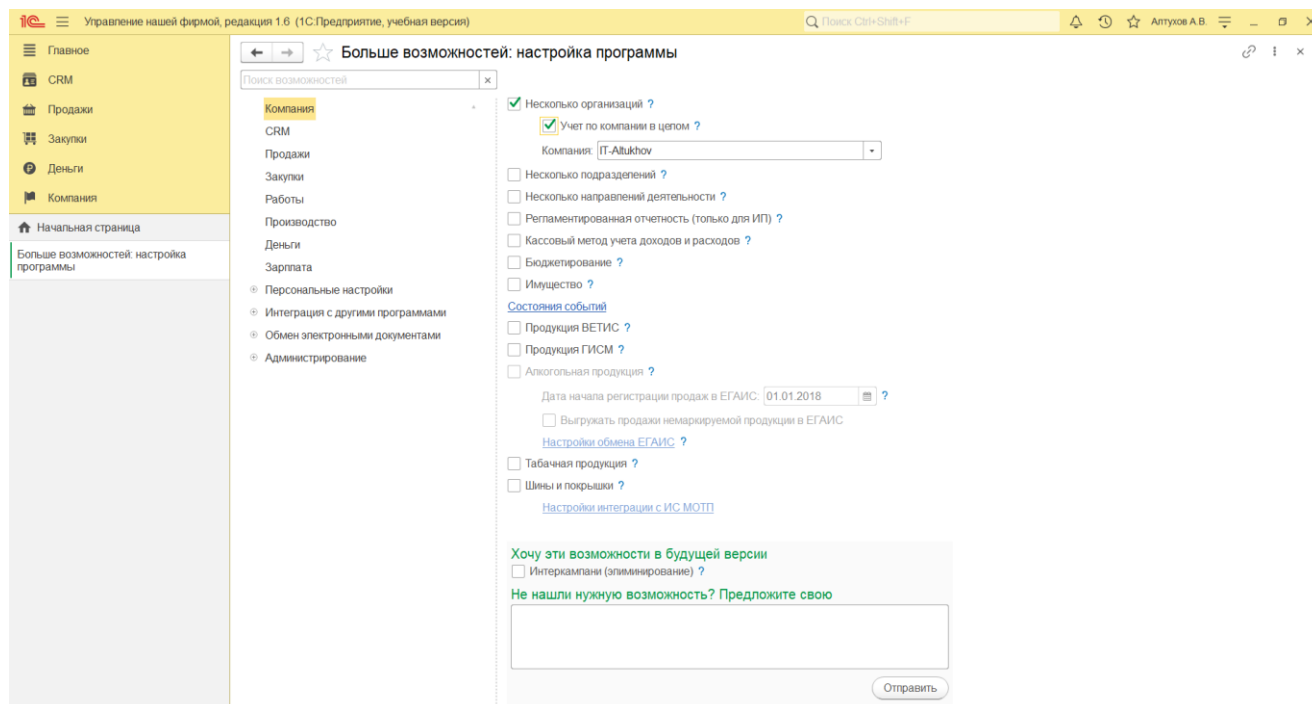 1С Управление нашей фирмой, редакция 1.6 (1С:Предприятие, учебная версия) Поиск Ctrl+Shift+F Алтухов А.В.
Главное
CRM
Продажи
Закупки
Деньги
Компания
Начальная страница
Больше возможностей: настройка
программы
Больше возможностей: настройка программы
Поиск возможностей
Компания
CRM
Продажи
Закупки
Работы
Производство
Деньги
Зарплата
Персональные настройки
Интеграция с другими программами
Обмен электронными документами
Администрирование
Несколько организаций ?
Учет по компании в целом ?
Компания: IT-Altukhov
Несколько подразделений ?
Несколько направлений деятельности ?
Регламентированная отчетность (только для ИП) ?
Кассовый метод учета доходов и расходов ?
Бюджетирование ?
Имущество ?
Состояния событий
Продукция ВЕТИС ?
Продукция ГИСМ ?
Алкогольная продукция ?
Дата начала регистрации продаж в ЕГАИС: 01.01.2018 ?
Выгружать продажи немаркируемой продукции в ЕГАИС
Настройки обмена ЕГАИС ?
Табачная продукция ?
Шины и покрышки ?
Настройки интеграции с ИС МОТП
Хочу эти возможности в будущей версии
Интеркампани (элиминирование) ?
Не нашли нужную возможность? Предложите свою
Отправить